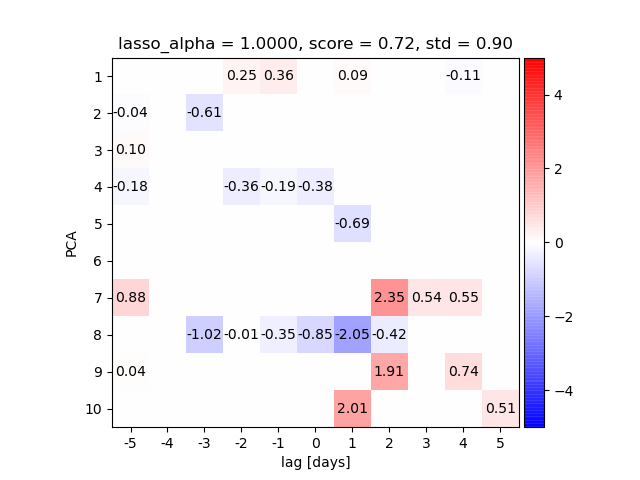 lasso_alpha = 1.0000, score = 0.72, std = 0.90
1 0.25 0.36 0.09 -0.11
2 -0.04 -0.61
3 0.10
4 -0.18 -0.36 -0.19 -0.38
5 -0.69
6
7 0.88 2.35 0.54 0.55
8 -1.02 -0.01 -0.35 -0.85 -2.05 -0.42
9 0.04 1.91 0.74
10 2.01 0.51
PCA
-5 -4 -3 -2 -1 0 1 2 3 4 5
lag [days]
4
2
0
−2
−4